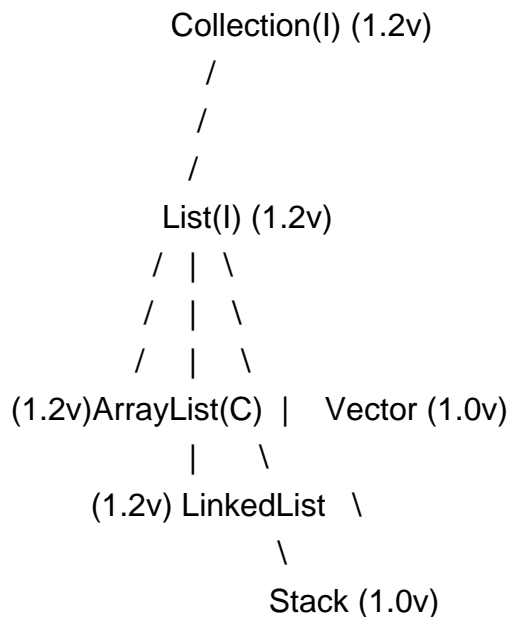 Collection(I) (1.2v)
/
/
/
List(I) (1.2v)
/ | \
/ | \
/ | \
(1.2v)ArrayList(C) | Vector (1.0v)
| \
(1.2v) LinkedList \
\
Stack (1.0v)